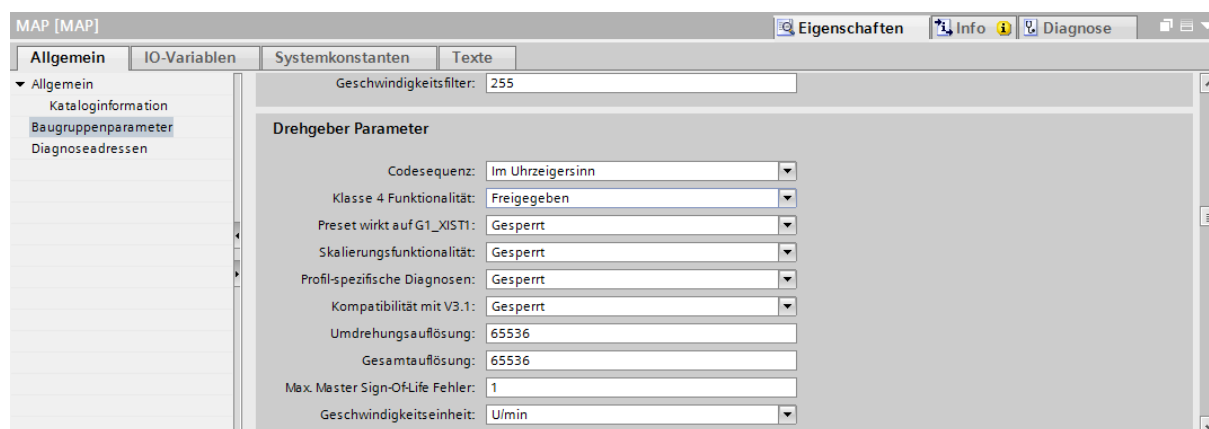 MAP [MAP]
Eigenschaften
Info
Diagnose
Allgemein
IO-Variablen
Systemkonstanten
Texte
Allgemein
Kataloginformation
Baugruppenparameter
Diagnoseadressen
Geschwindigkeitsfilter: 255
Drehgeber Parameter
Codesequenz: Im Uhrzeigersinn
Klasse 4 Funktionalität: Freigegeben
Preset wirkt auf G1_XIST1: Gesperrt
Skalierungsfunktionalität: Gesperrt
Profil-spezifische Diagnosen: Gesperrt
Kompatibilität mit V3.1: Gesperrt
Umdrehungsauflösung: 65536
Gesamtauflösung: 65536
Max. Master Sign-Of-Life Fehler: 1
Geschwindigkeitseinheit: U/min